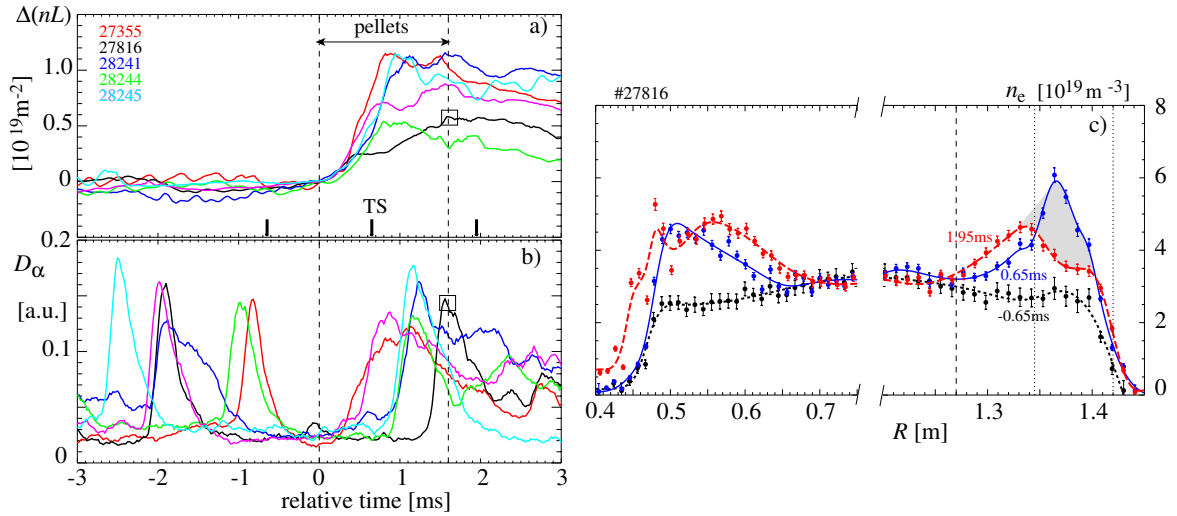 Δ(nL)
[10 ¹⁹m⁻²]
27355
27816
28241
28244
28245
pellets
a)
1.0
0.5
0
TS
0.2
Dα
[a.u.]
0.1
0
b)
-3 -2 -1 0 1 2 3
relative time [ms]
#27816
nₑ [10¹⁹ m ⁻³]
c)
8
6
4
2
0
1.95ms
0.65ms
-0.65ms
0.4 0.5 0.6 0.7 1.3 1.4
R [m]